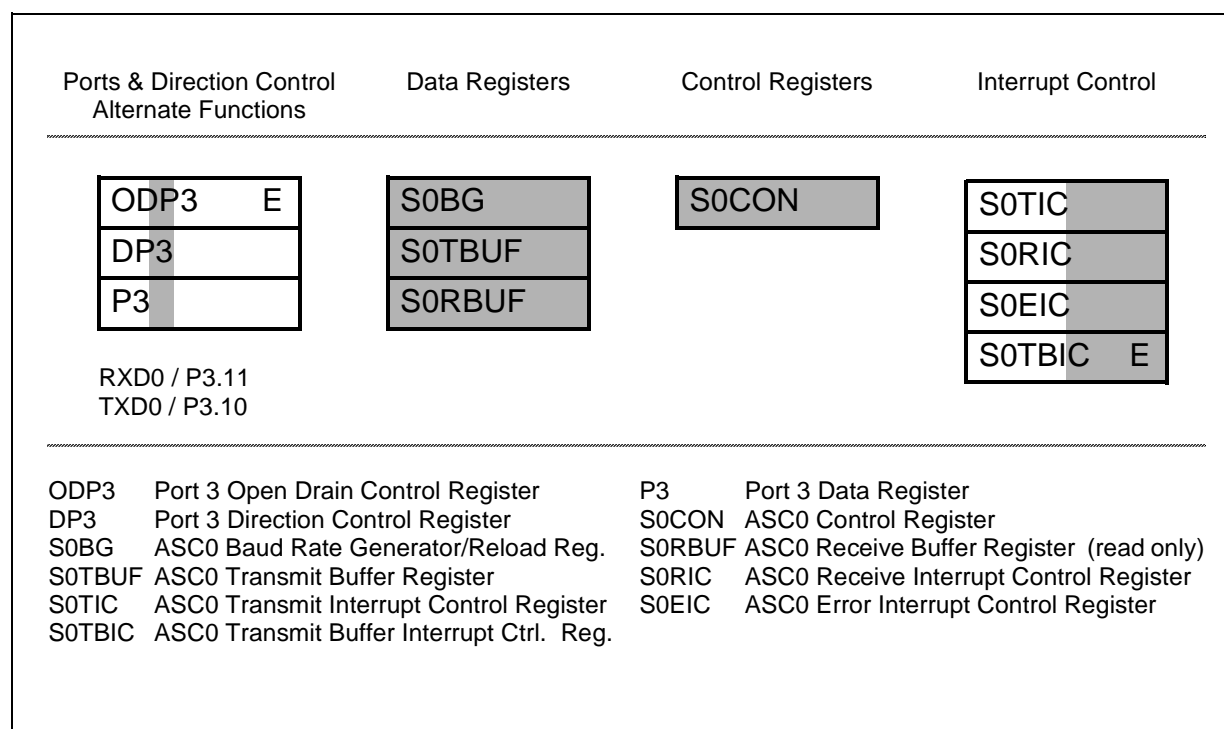 Ports & Direction Control
Alternate Functions
Data Registers
Control Registers
Interrupt Control
ODP3 E
DP3
P3
S0BG
S0TBUF
S0RBUF
S0CON
S0TIC
S0RIC
S0EIC
S0TBIC E
RXD0 / P3.11
TXD0 / P3.10
ODP3 Port 3 Open Drain Control Register
DP3 Port 3 Direction Control Register
S0BG ASC0 Baud Rate Generator/Reload Reg.
S0TBUF ASC0 Transmit Buffer Register
S0TIC ASC0 Transmit Interrupt Control Register
S0TBIC ASC0 Transmit Buffer Interrupt Ctrl. Reg.
P3 Port 3 Data Register
S0CON ASC0 Control Register
S0RBUF ASC0 Receive Buffer Register (read only)
S0RIC ASC0 Receive Interrupt Control Register
S0EIC ASC0 Error Interrupt Control Register